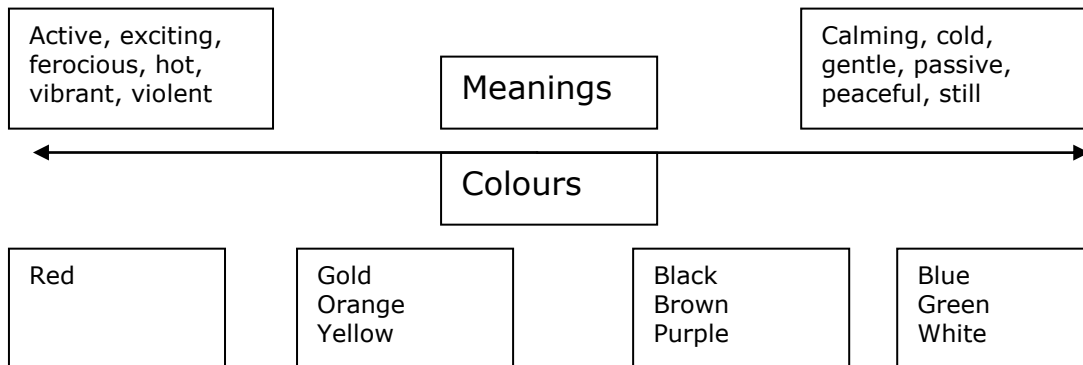 Active, exciting,
ferocious, hot,
vibrant, violent
Meanings
Calming, cold,
gentle, passive,
peaceful, still
Colours
Red
Gold
Orange
Yellow
Black
Brown
Purple
Blue
Green
White